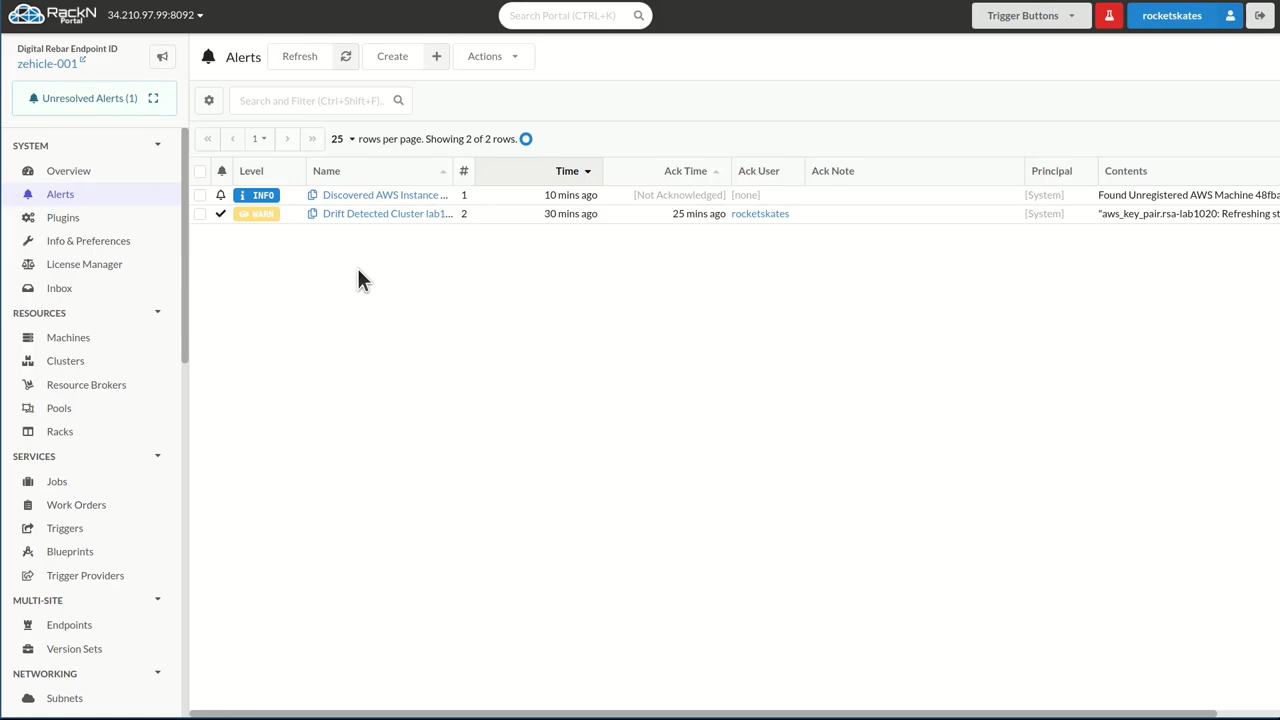 RackN
PORTAL
34.210.97.99:8092
Search Portal (CTRL+K)
Trigger Buttons
rocketskates
Digital Rebar Endpoint ID
zehicle-001
Unresolved Alerts (1)
SYSTEM
Overview
Alerts
Plugins
Info & Preferences
License Manager
Inbox
RESOURCES
Machines
Clusters
Resource Brokers
Pools
Racks
SERVICES
Jobs
Work Orders
Triggers
Blueprints
Trigger Providers
MULTI-SITE
Endpoints
Version Sets
NETWORKING
Subnets
Alerts
Refresh
Create
Actions
Search and Filter (Ctrl+Shift+F)..
1
25 rows per page. Showing 2 of 2 rows.
Level Name # Time Ack Time Ack User Ack Note Principal Contents
INFO Discovered AWS Instance ... 1 10 mins ago [Not Acknowledged] [none] [System] Found Unregistered AWS Machine 48fba
WARN Drift Detected Cluster lab1... 2 30 mins ago 25 mins ago rocketskates [System] "aws_key_pair.rsa-lab1020: Refreshing st